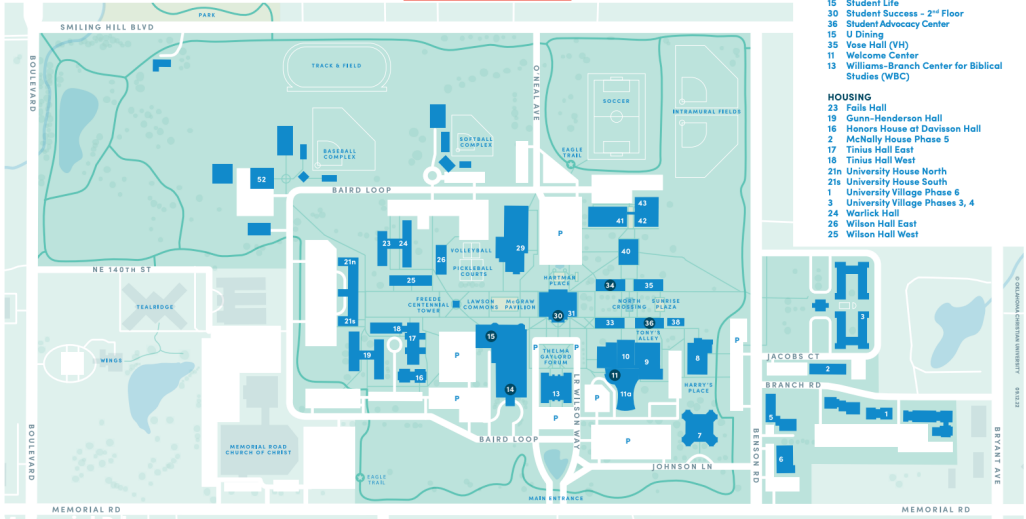 PARK
SMILING HILL BLVD
BOULEVARD
TRACK & FIELD
O'NEAL AVE
SOCCER
INTRAMURAL FIELDS
BASEBALL
COMPLEX
SOFTBALL
COMPLEX
EAGLE
TRAIL
52
BAIRD LOOP
43
41
42
P
23
24
26
VOLLEYBALL
PICKLEBALL
COURTS
29
40
25
HARTMAN
PLACE
34
35
NE 140TH ST
21n
21s
TEALRIDGE
FREEDE
CENTENNIAL
TOWER
LAWSON
COMMONS
McGRAW
PAVILION
30
31
NORTH
CROSSING
SUNRISE
PLAZA
33
36
38
TONY'S
ALLEY
18
17
19
16
15
14
P
P
P
P
THELMA
GAYLORD
FORUM
13
P
LR WILSON WAY
10
9
11
11a
P
8
HARRY'S
PLACE
P
7
P
WINGS
MEMORIAL ROAD
CHURCH OF CHRIST
BOULEVARD
BAIRD LOOP
EAGLE
TRAIL
JOHNSON LN
MAIN ENTRANCE
BENSON RD
JACOBS CT
BRANCH RD
3
2
1
5
6
BRYANT AVE
MEMORIAL RD
MEMORIAL RD
© OKLAHOMA CHRISTIAN UNIVERSITY
15 Student Life
30 Student Success - 2nd Floor
36 Student Advocacy Center
15 U Dining
35 Vose Hall (VH)
11 Welcome Center
13 Williams-Branch Center for Biblical
Studies (WBC)
HOUSING
23 Fails Hall
19 Gunn-Henderson Hall
16 Honors House at Davisson Hall
2 McNally House Phase 5
17 Tinius Hall East
18 Tinius Hall West
21n University House North
21s University House South
1 University Village Phase 6
3 University Village Phases 3, 4
24 Warlick Hall
26 Wilson Hall East
25 Wilson Hall West